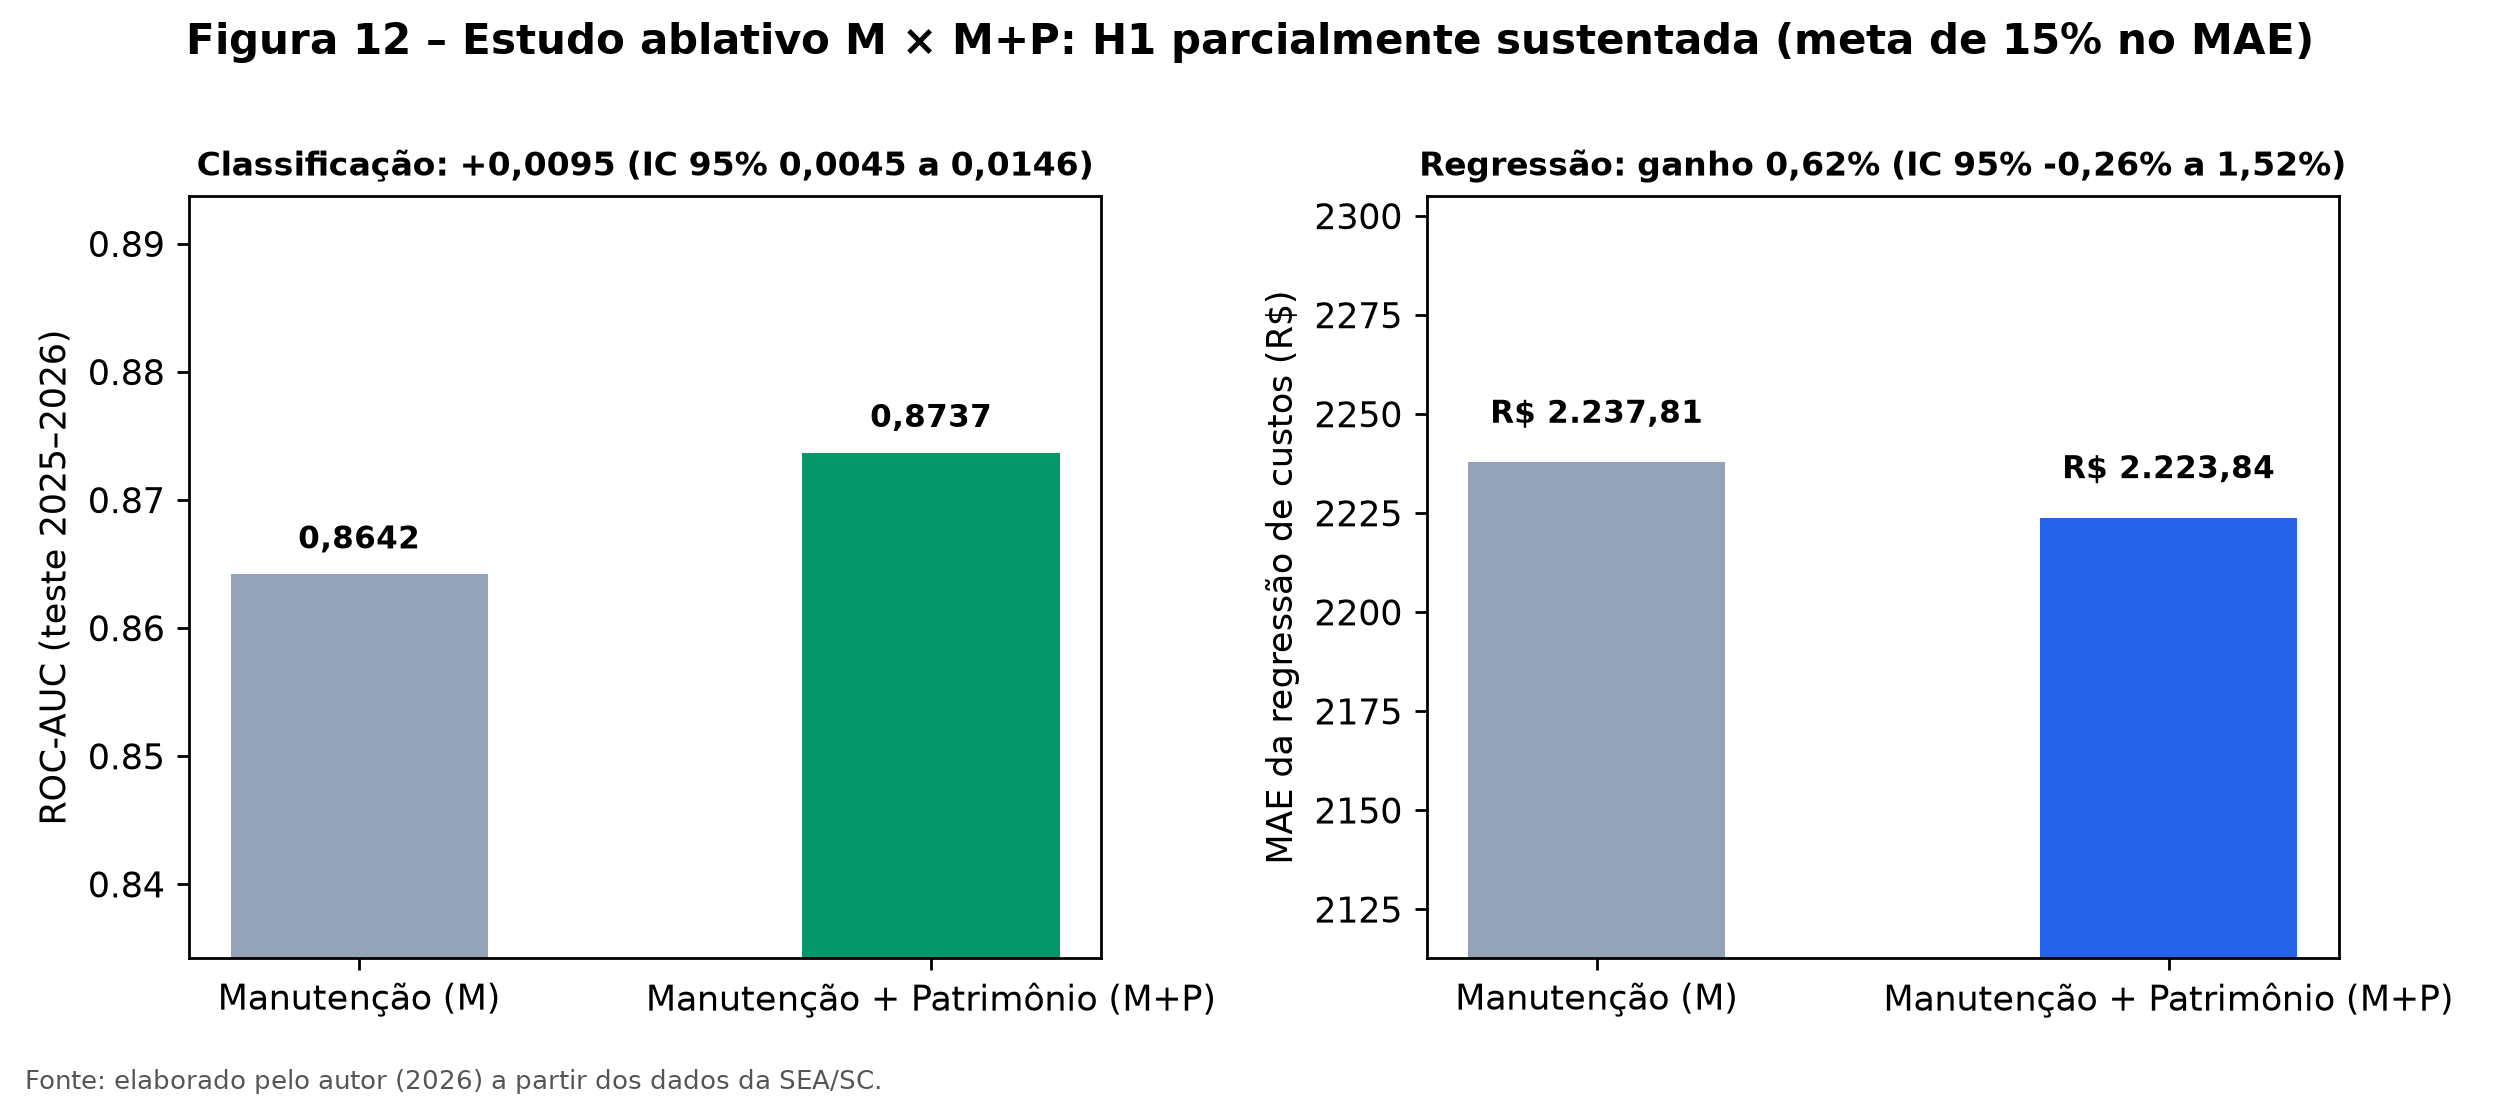 Figura 12 – Estudo ablativo M × M+P: H1 parcialmente sustentada (meta de 15% no MAE)
Classificação: +0,0095 (IC 95% 0,0045 a 0,0146)
ROC-AUC (teste 2025–2026)
0.89
0.88
0.87
0.86
0.85
0.84
0,8642
0,8737
Manutenção (M)
Manutenção + Patrimônio (M+P)
Regressão: ganho 0,62% (IC 95% -0,26% a 1,52%)
MAE da regressão de custos (R$)
2300
2275
2250
2225
2200
2175
2150
2125
R$ 2.237,81
R$ 2.223,84
Manutenção (M)
Manutenção + Patrimônio (M+P)
Fonte: elaborado pelo autor (2026) a partir dos dados da SEA/SC.